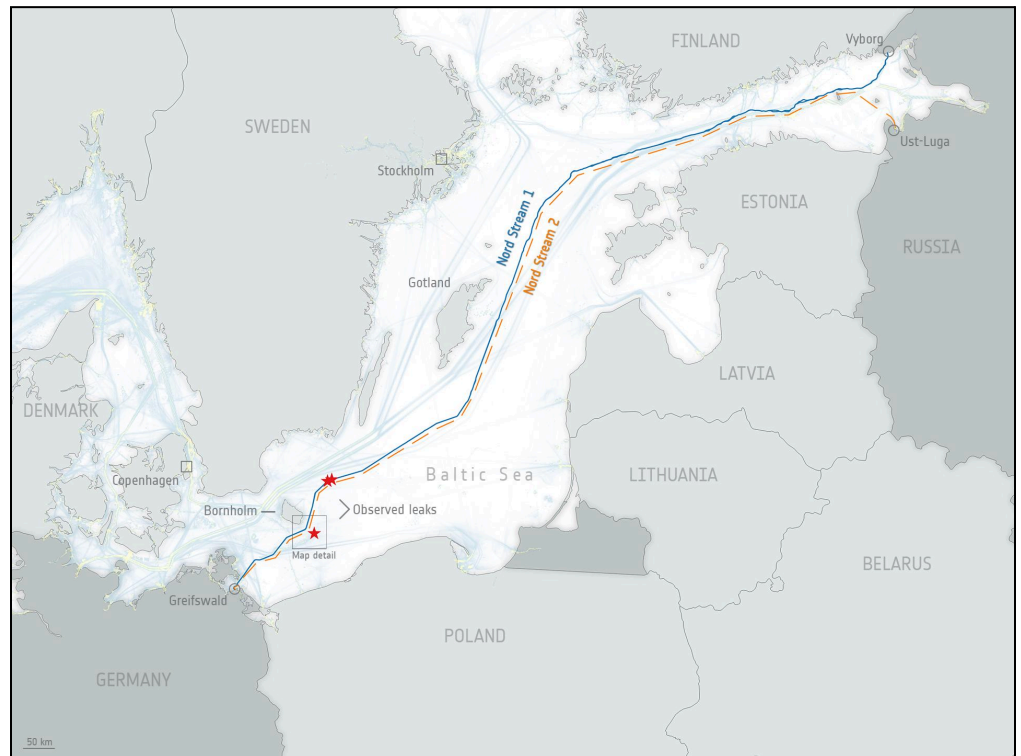 FINLAND
Vyborg
SWEDEN
Stockholm
Ust-Luga
ESTONIA
RUSSIA
Nord Stream 1
Nord Stream 2
Gotland
LATVIA
DENMARK
Copenhagen
Baltic Sea
LITHUANIA
Bornholm
Observed leaks
Map detail
BELARUS
Greifswald
POLAND
GERMANY
50 km